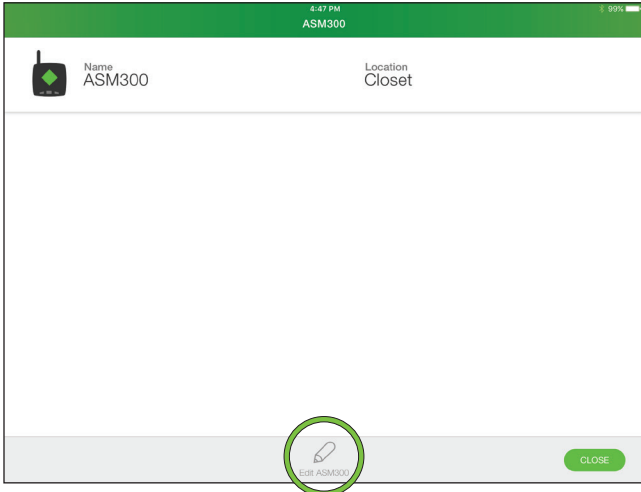 4:47 PM
99%
ASM300
Name
ASM300
Location
Closet
Edit ASM300
CLOSE